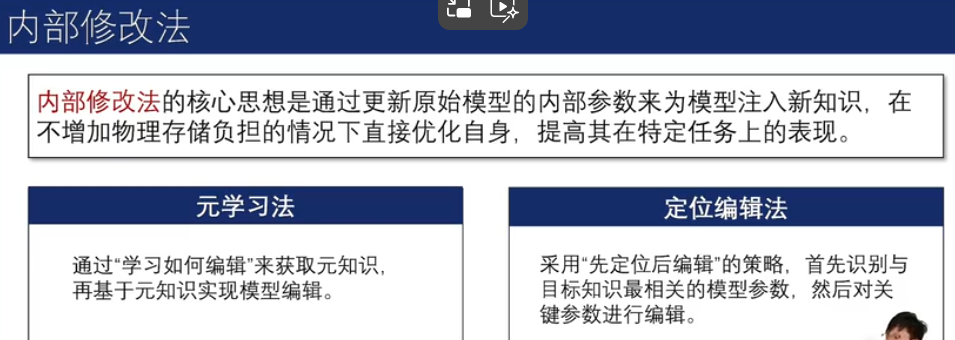 内部修改法
内部修改法的核心思想是通过更新原始模型的内部参数来为模型注入新知识，在
不增加物理存储负担的情况下直接优化自身，提高其在特定任务上的表现。
元学习法
通过“学习如何编辑”来获取元知识，
再基于元知识实现模型编辑。
定位编辑法
采用“先定位后编辑”的策略，首先识别与
目标知识最相关的模型参数，然后对关
键参数进行编辑。